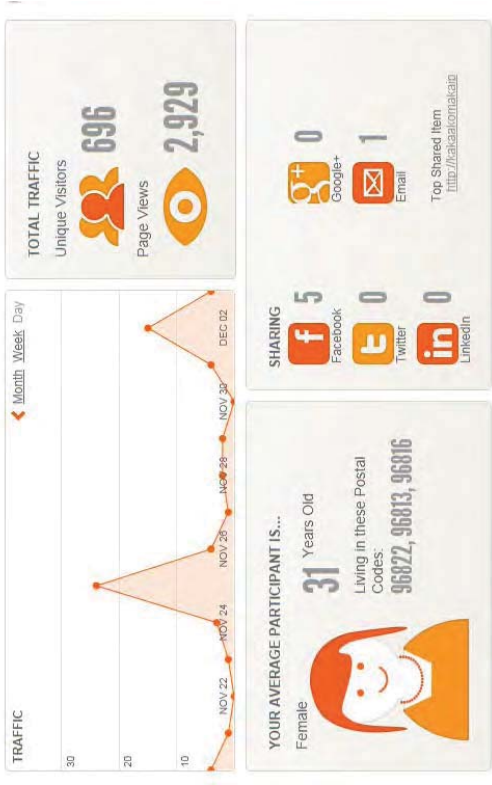 TRAFFIC
Month Week Day
30
20
10
NOV 22
NOV 24
NOV 26
NOV 28
NOV 30
DEC 02
TOTAL TRAFFIC
Unique Visitors
696
Page Views
2,929
YOUR AVERAGE PARTICIPANT IS...
Female
31 Years Old
Living in these Postal
Codes:
96822, 96813, 96816
SHARING
f 5
Facebook
g+ 0
Google+
t 0
Twitter
1
Email
in 0
LinkedIn
Top Shared Item
http://kakaakomakaip